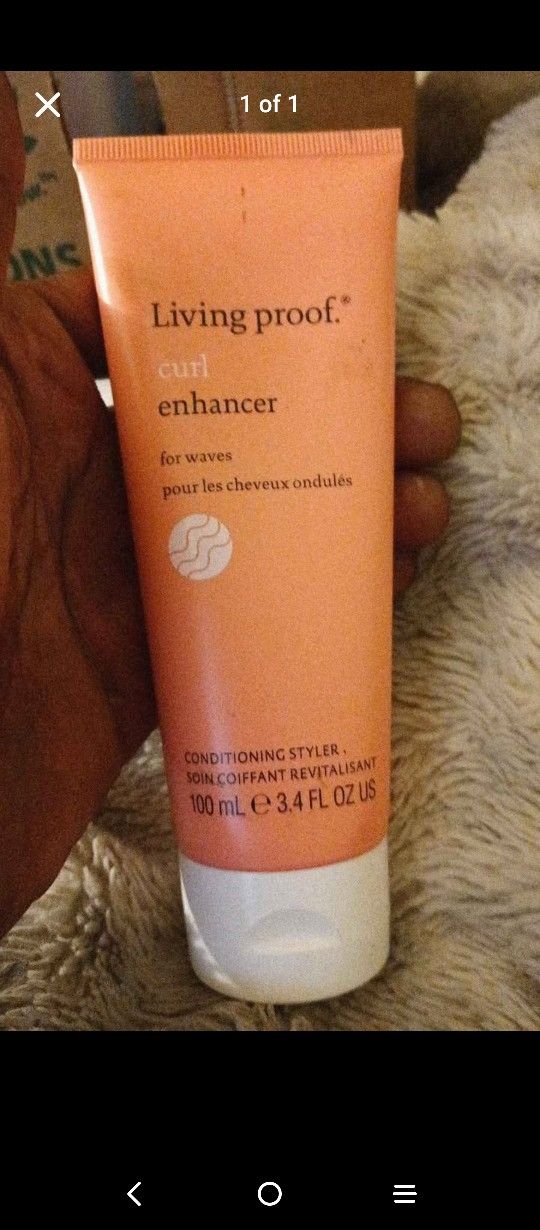 1 of 1
Living proof.®
curl
enhancer
for waves
pour les cheveux ondulés
CONDITIONING STYLER.
SOIN COIFFANT REVITALISANT
100 mL ℮ 3.4 FL OZ US
ONS